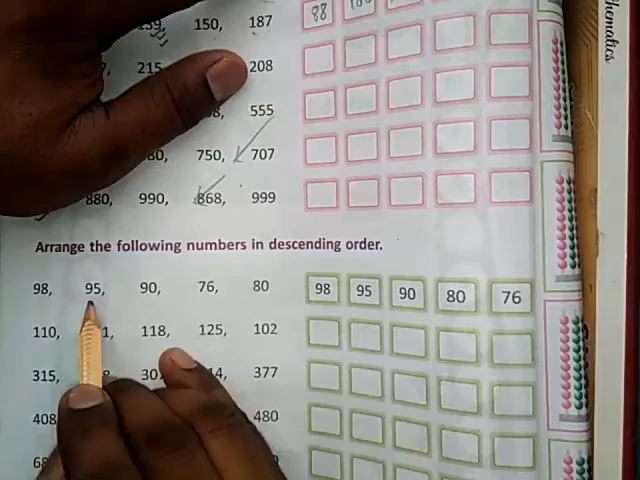 150, 187 88
215 208 Mathematics
555
750, 707
880, 990, 868, 999
Arrange the following numbers in descending order.
98, 95, 90, 76, 80 98 95 90 80 76
110, 118, 125, 102
315, 377
408 480